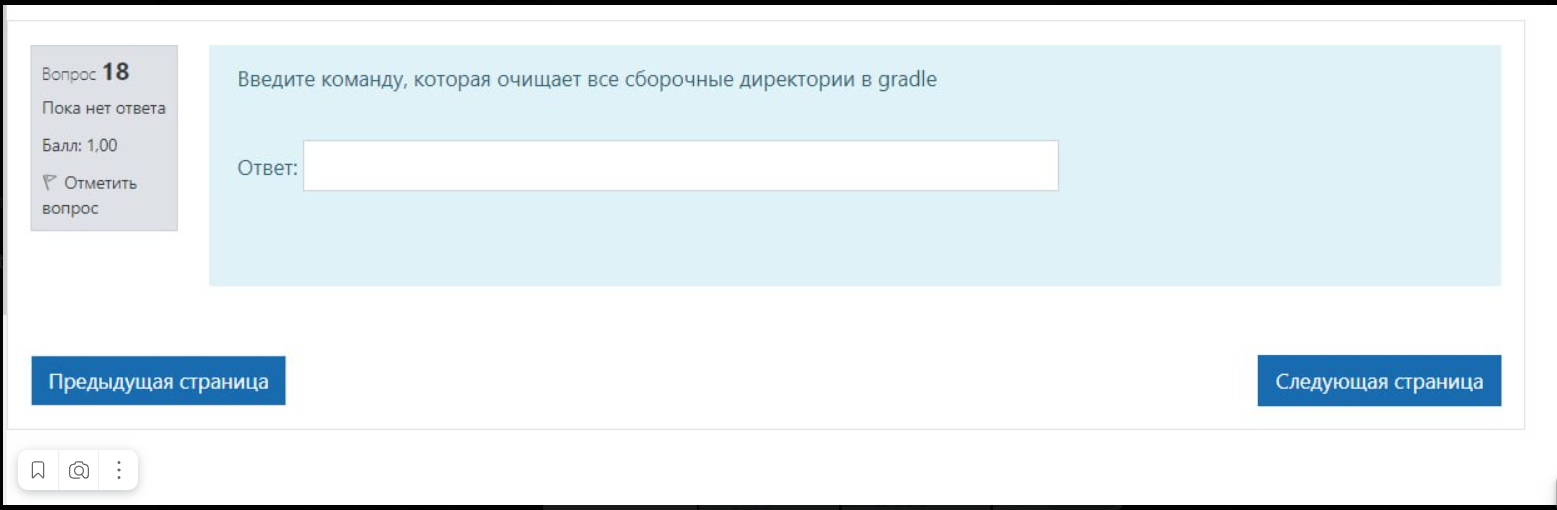 Вопрос 18
Пока нет ответа
Балл: 1,00
Отметить
вопрос
Введите команду, которая очищает все сборочные директории в gradle
Ответ:
Предыдущая страница
Следующая страница